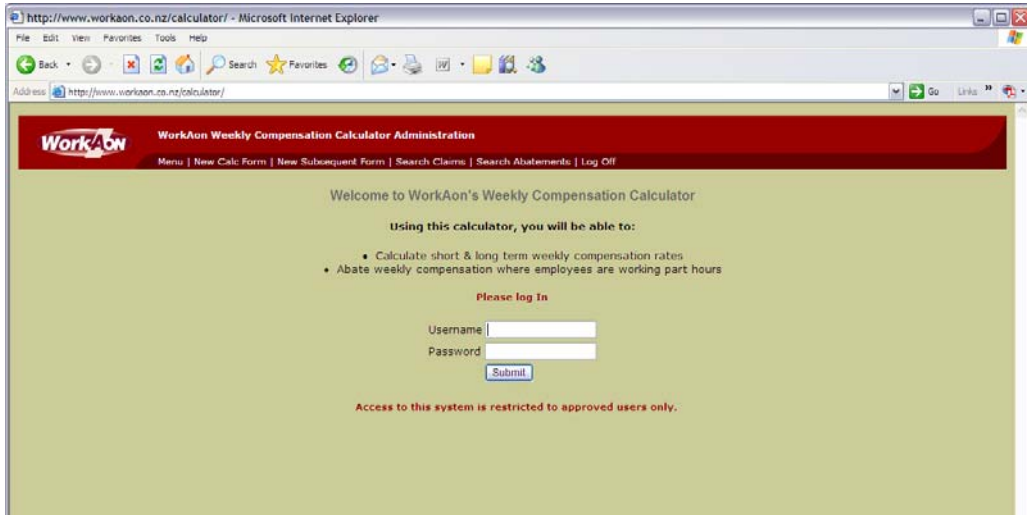 http://www.workaon.co.nz/calculator/ - Microsoft Internet Explorer
File Edit View Favorites Tools Help
Back Search Favorites
Address http://www.workaon.co.nz/calculator/ Go Links »
WorkAon
WorkAon Weekly Compensation Calculator Administration
Menu | New Calc Form | New Subsequent Form | Search Claims | Search Abatements | Log Off
Welcome to WorkAon's Weekly Compensation Calculator
Using this calculator, you will be able to:
• Calculate short & long term weekly compensation rates
• Abate weekly compensation where employees are working part hours
Please log In
Username
Password
Submit
Access to this system is restricted to approved users only.